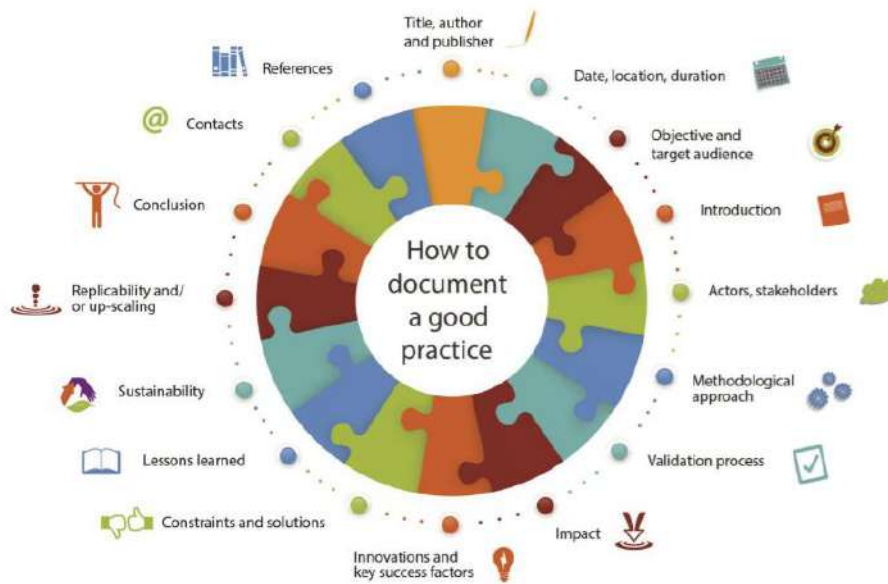 How to
document
a good
practice
Title, author
and publisher
Date, location, duration
Objective and
target audience
Introduction
Actors, stakeholders
Methodological
approach
Validation process
Impact
Innovations and
key success factors
Constraints and solutions
Lessons learned
Sustainability
Replicability and/
or up-scaling
Conclusion
@
Contacts
References